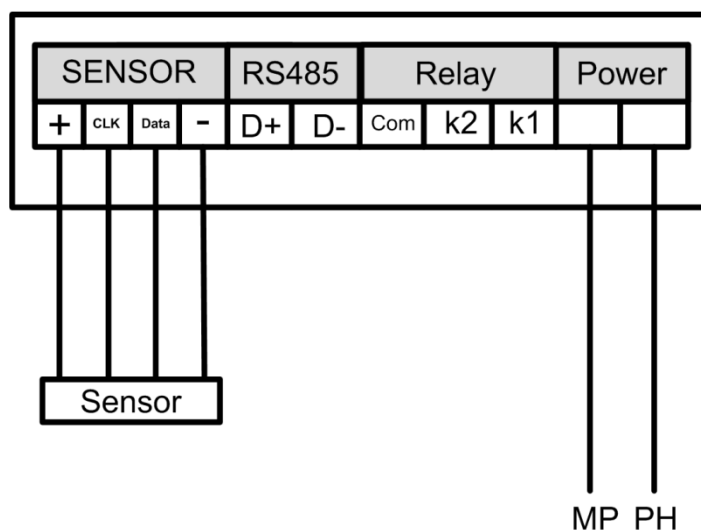 SENSOR RS485 Relay Power
+ CLK Data - D+ D- Com k2 k1
Sensor
MP PH